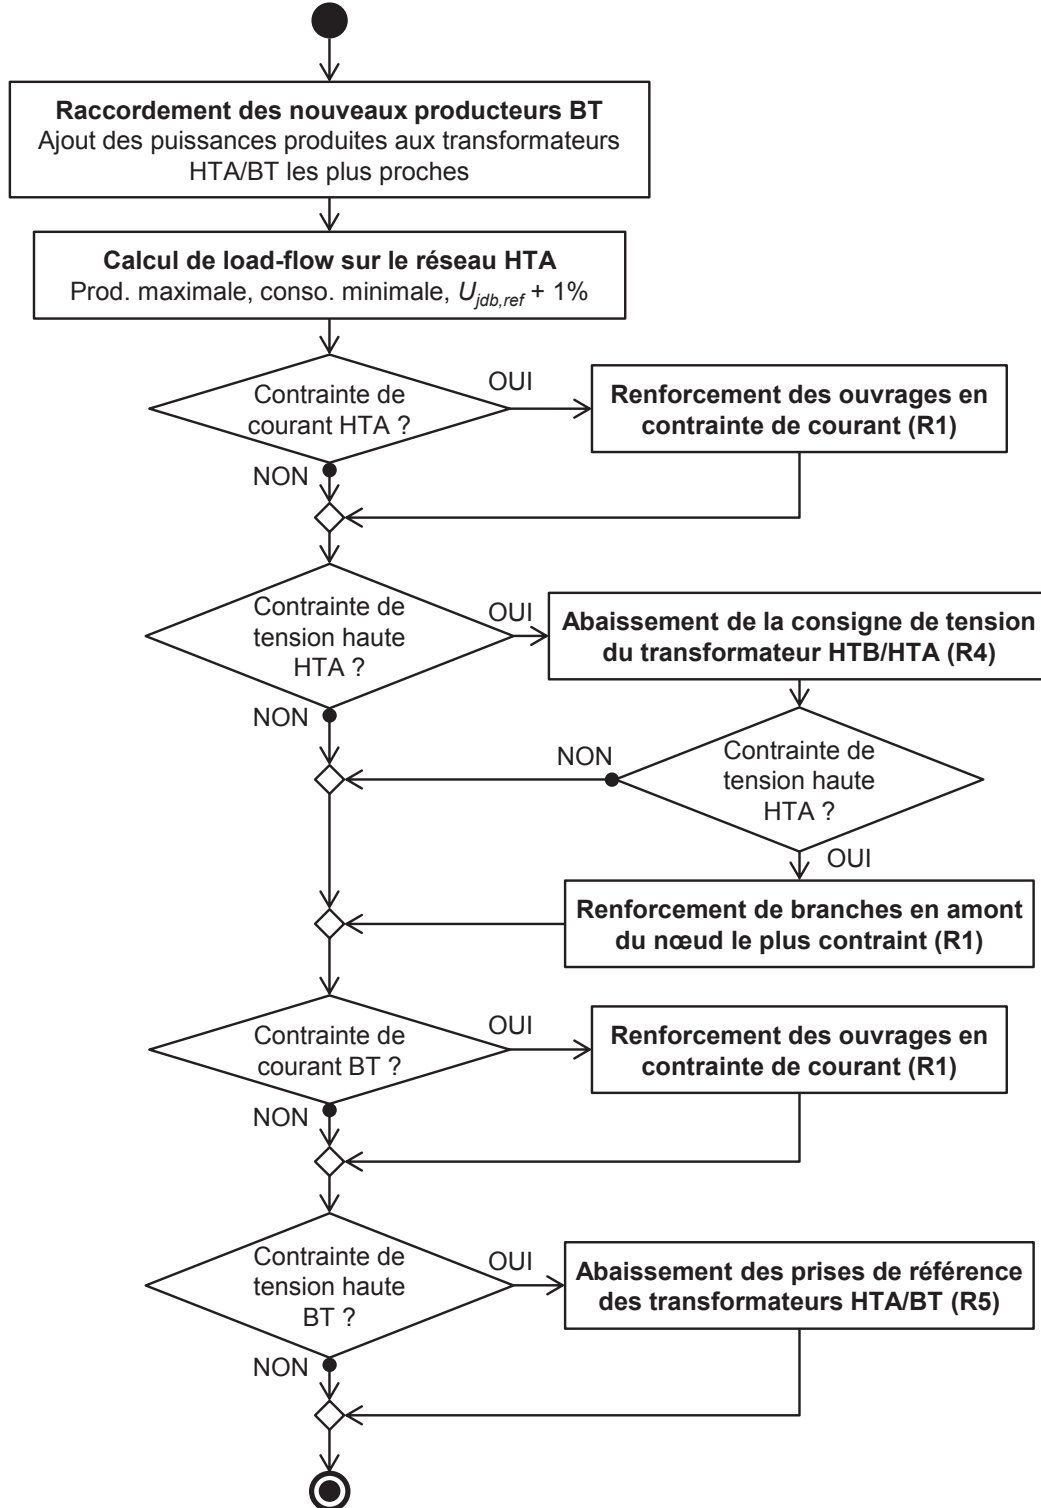 Raccordement des nouveaux producteurs BT
Ajout des puissances produites aux transformateurs
HTA/BT les plus proches
Calcul de load-flow sur le réseau HTA
Prod. maximale, conso. minimale, U_jdb,ref + 1%
Contrainte de
courant HTA ?
OUI
Renforcement des ouvrages en
contrainte de courant (R1)
NON
Contrainte de
tension haute
HTA ?
OUI
Abaissement de la consigne de tension
du transformateur HTB/HTA (R4)
NON
Contrainte de
tension haute
HTA ?
NON
OUI
Renforcement de branches en amont
du nœud le plus contraint (R1)
Contrainte de
courant BT ?
OUI
Renforcement des ouvrages en
contrainte de courant (R1)
NON
Contrainte de
tension haute
BT ?
OUI
Abaissement des prises de référence
des transformateurs HTA/BT (R5)
NON